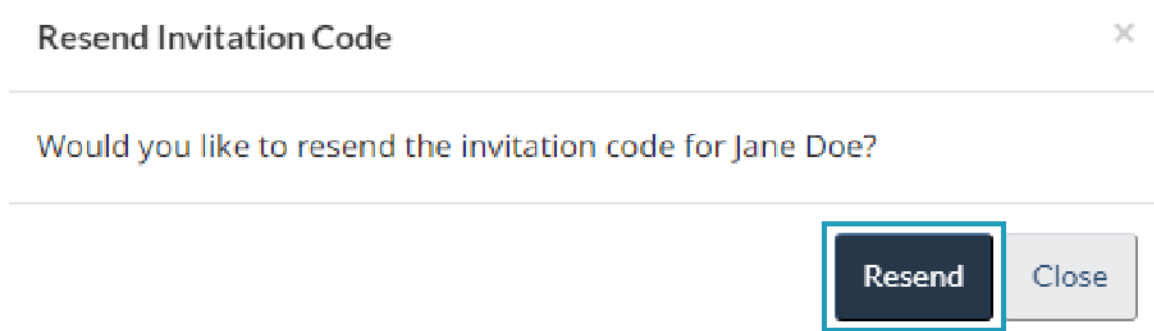 Resend Invitation Code
Would you like to resend the invitation code for Jane Doe?
Resend Close